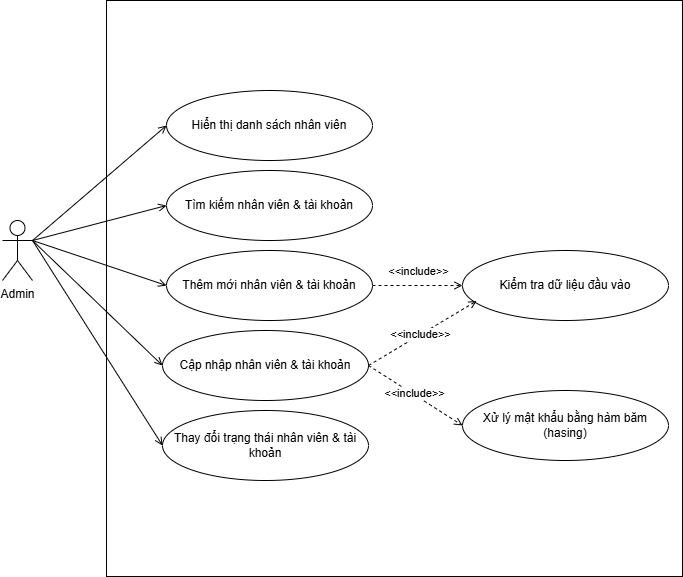 Hiển thị danh sách nhân viên
Tìm kiếm nhân viên & tài khoản
Thêm mới nhân viên & tài khoản
<<include>>
Kiểm tra dữ liệu đầu vào
Admin
<<include>>
Cập nhập nhân viên & tài khoản
<<include>>
Xử lý mật khẩu bằng hàm băm
(hasing)
Thay đổi trạng thái nhân viên & tài
khoản